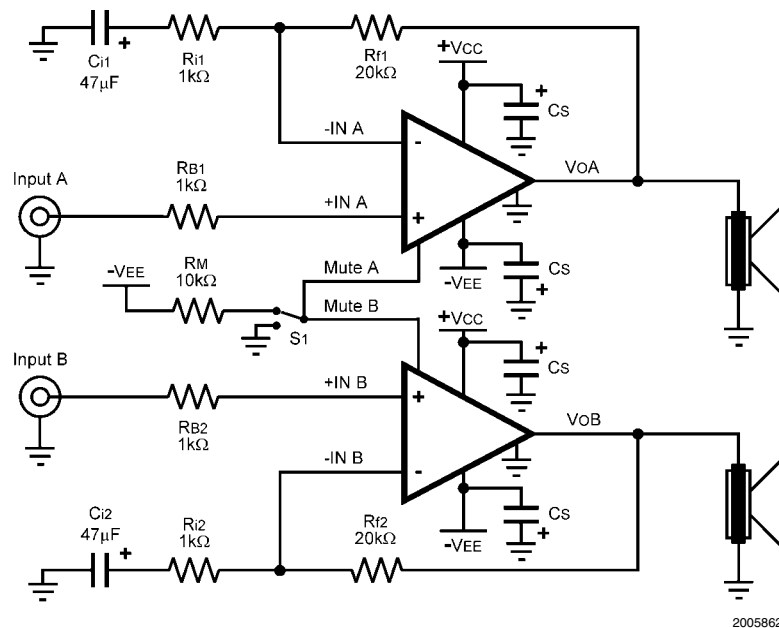 Ci1
47µF
+
Ri1
1kΩ
Rf1
20kΩ
+VCC
+
CS
-IN A
-
VOA
Input A
RB1
1kΩ
+IN A
+
-VEE
CS
+
-VEE
RM
10kΩ
Mute A
Mute B
S1
+VCC
+
CS
Input B
RB2
1kΩ
+IN B
+
-IN B
-
VOB
-VEE
CS
+
Ci2
47µF
+
Ri2
1kΩ
Rf2
20kΩ
2005862